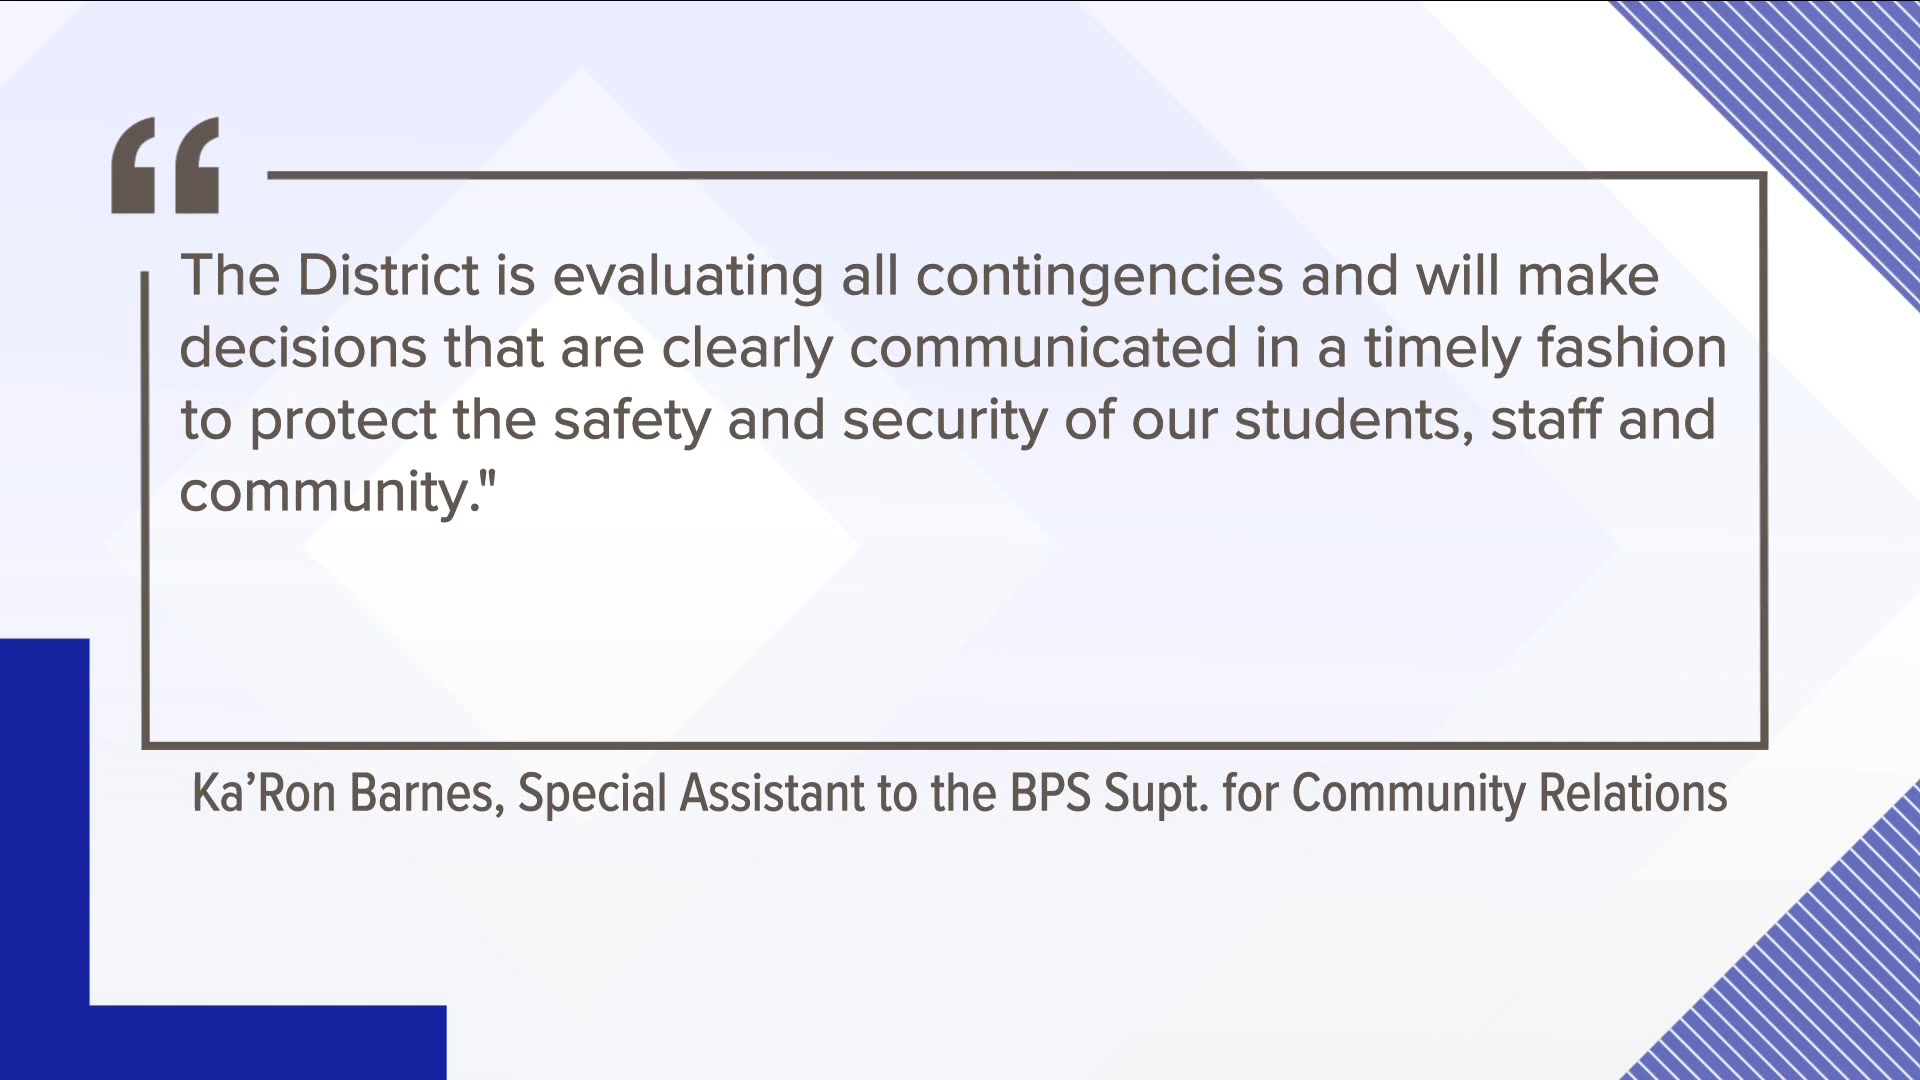 “
The District is evaluating all contingencies and will make
decisions that are clearly communicated in a timely fashion
to protect the safety and security of our students, staff and
community."
Ka’Ron Barnes, Special Assistant to the BPS Supt. for Community Relations